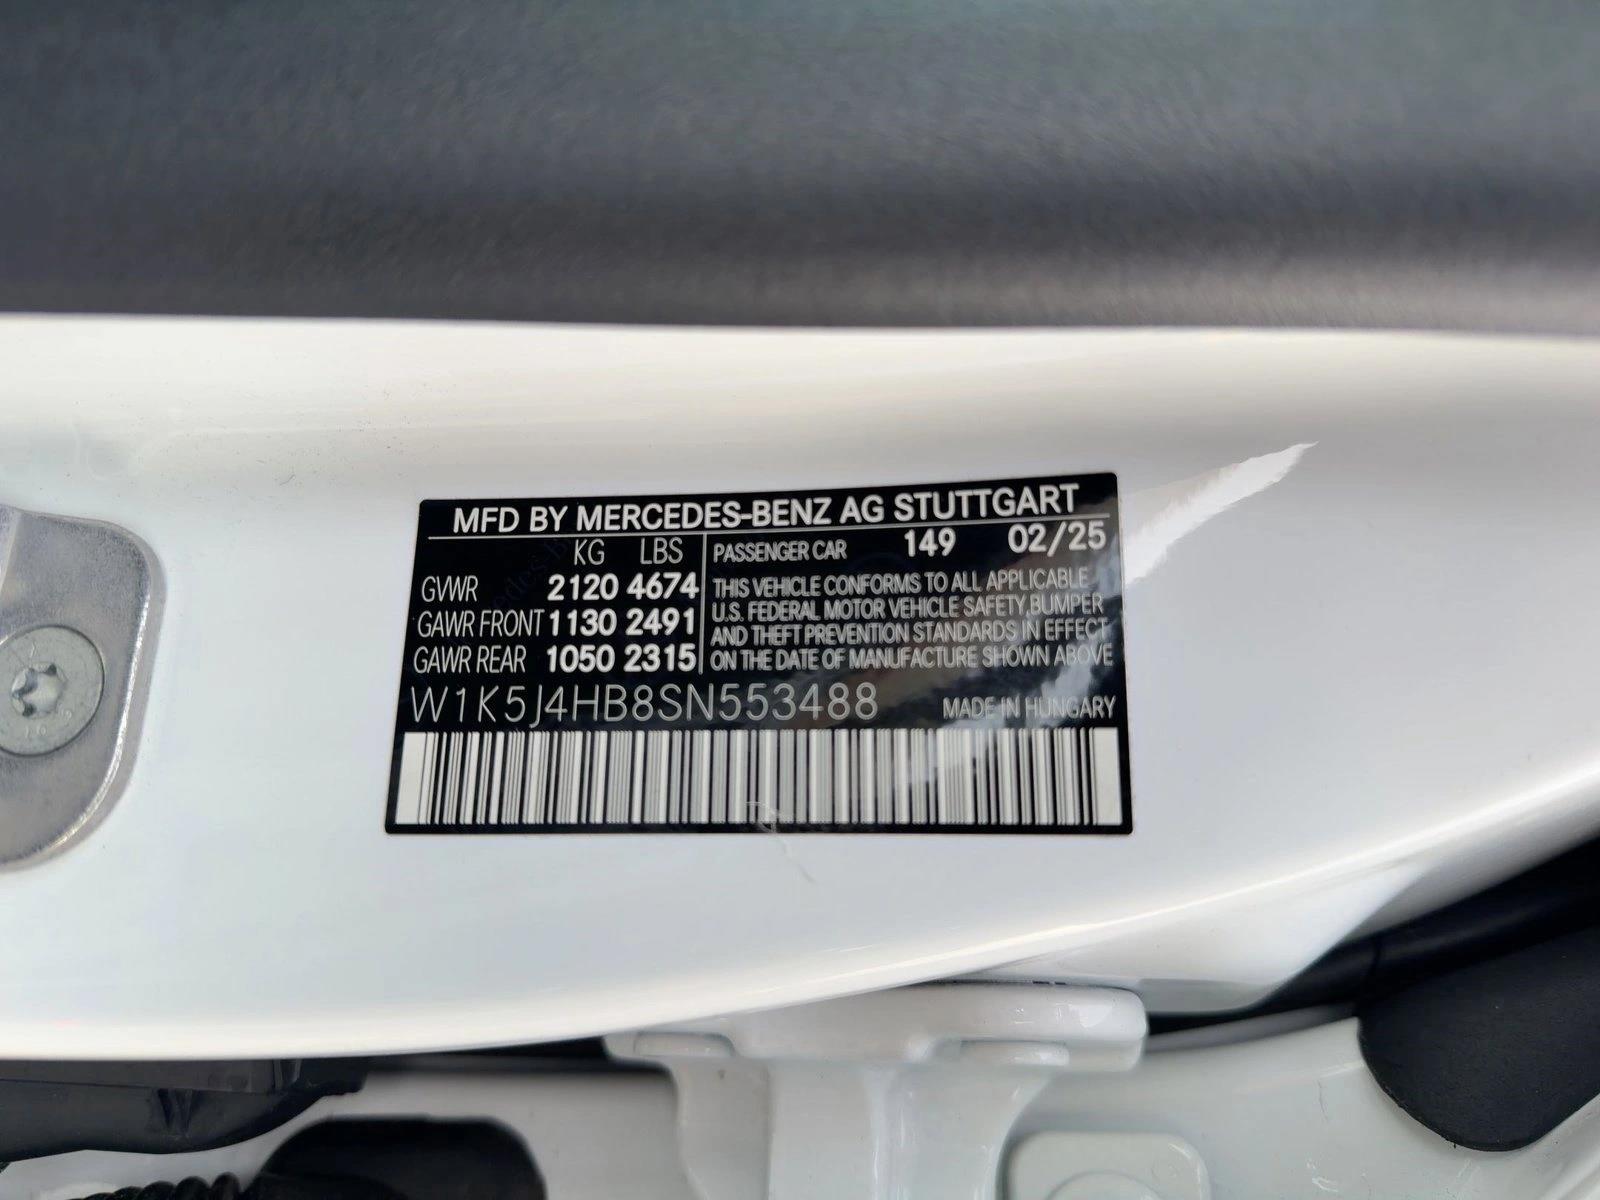 MFD BY MERCEDES-BENZ AG STUTTGART
KG LBS
GVWR 2120 4674
GAWR FRONT 1130 2491
GAWR REAR 1050 2315
PASSENGER CAR 149 02/25
THIS VEHICLE CONFORMS TO ALL APPLICABLE
U.S. FEDERAL MOTOR VEHICLE SAFETY,BUMPER
AND THEFT PREVENTION STANDARDS IN EFFECT
ON THE DATE OF MANUFACTURE SHOWN ABOVE
W1K5J4HB8SN553488
MADE IN HUNGARY